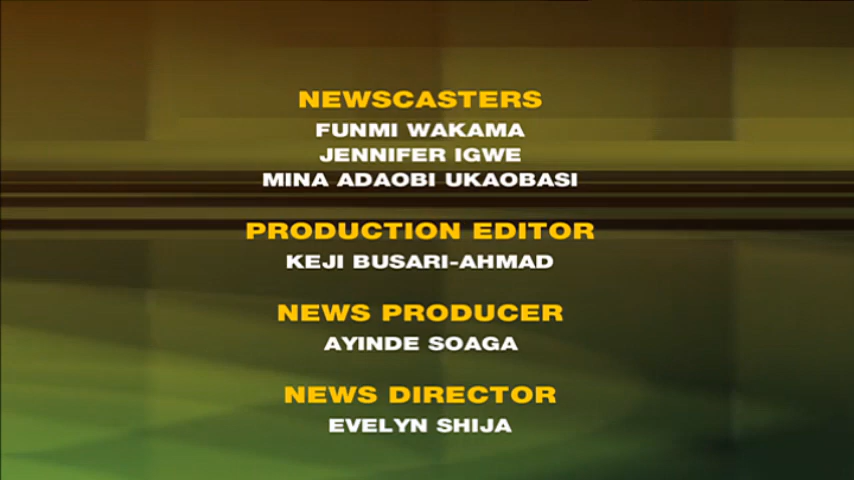 NEWSCASTERS
FUNMI WAKAMA
JENNIFER IGWE
MINA ADAOBI UKAOBASI
PRODUCTION EDITOR
KEJI BUSARI-AHMAD
NEWS PRODUCER
AYINDE SOAGA
NEWS DIRECTOR
EVELYN SHIJA